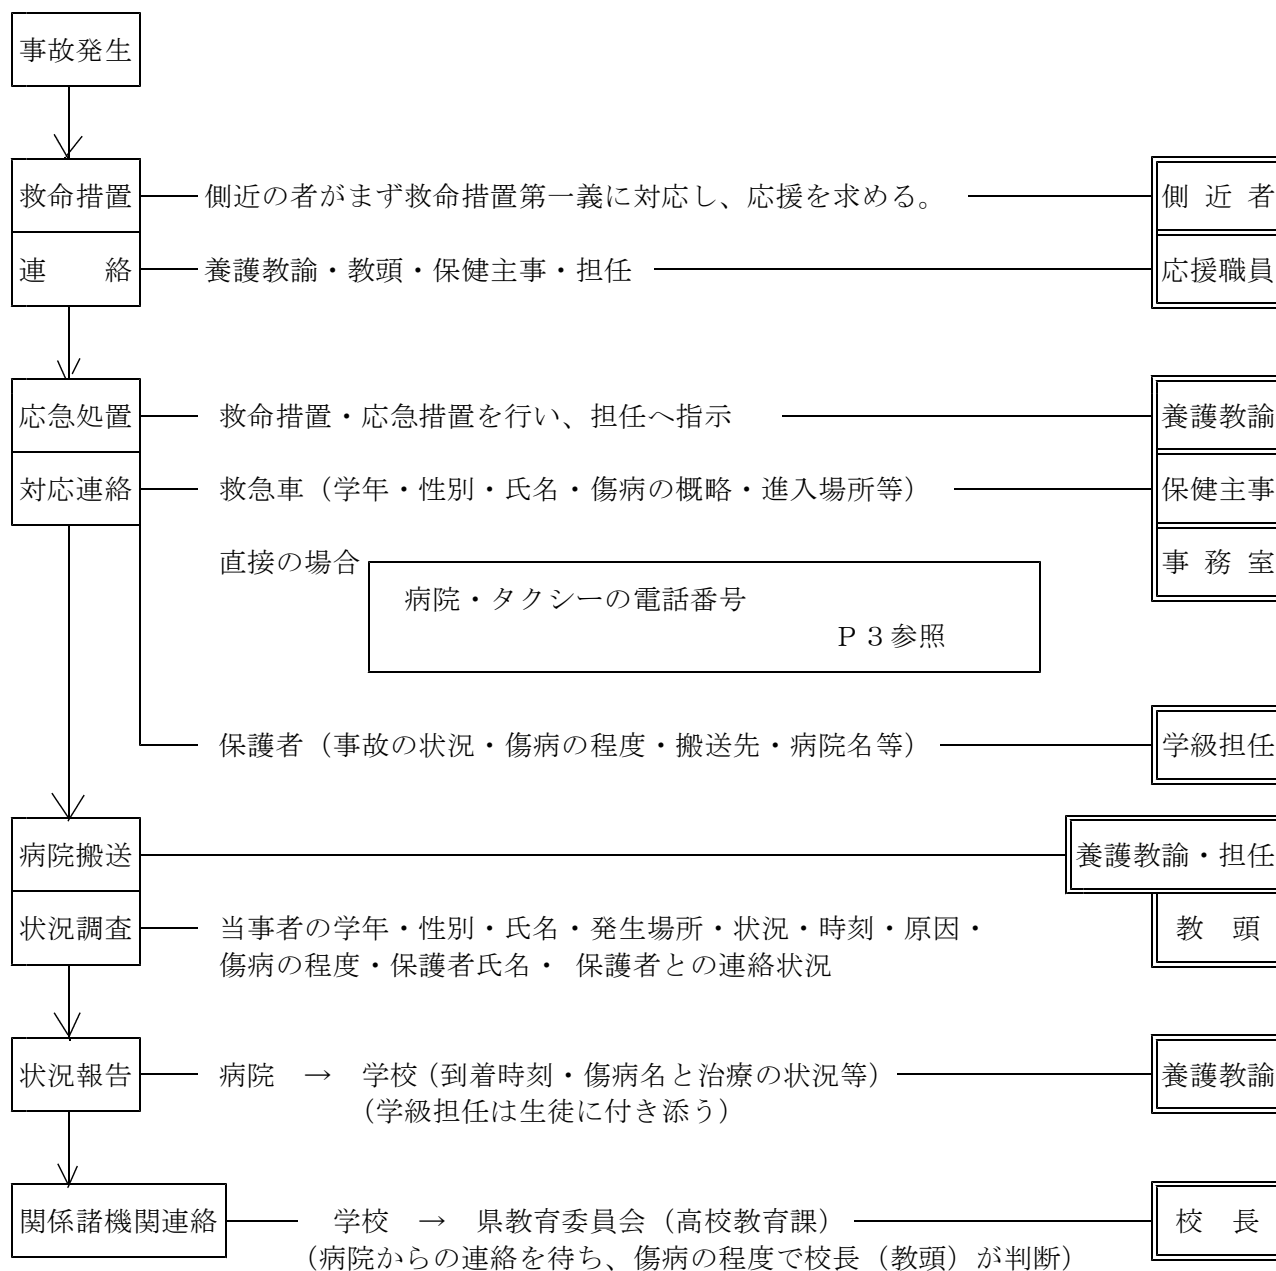 事故発生
救命措置 側近の者がまず救命措置第一義に対応し、応援を求める。 側 近 者
連　　絡 養護教諭・教頭・保健主事・担任 応援職員
応急処置 救命措置・応急措置を行い、担任へ指示 養護教諭
対応連絡 救急車（学年・性別・氏名・傷病の概略・進入場所等） 保健主事
直接の場合 事 務 室
病院・タクシーの電話番号
Ｐ３参照
保護者（事故の状況・傷病の程度・搬送先・病院名等） 学級担任
病院搬送 養護教諭・担任
状況調査 当事者の学年・性別・氏名・発生場所・状況・時刻・原因・ 教　頭
傷病の程度・保護者氏名・ 保護者との連絡状況
状況報告 病院　→　学校（到着時刻・傷病名と治療の状況等） 養護教諭
（学級担任は生徒に付き添う）
関係諸機関連絡 学校　→　県教育委員会（高校教育課） 校　長
（病院からの連絡を待ち、傷病の程度で校長（教頭）が判断）